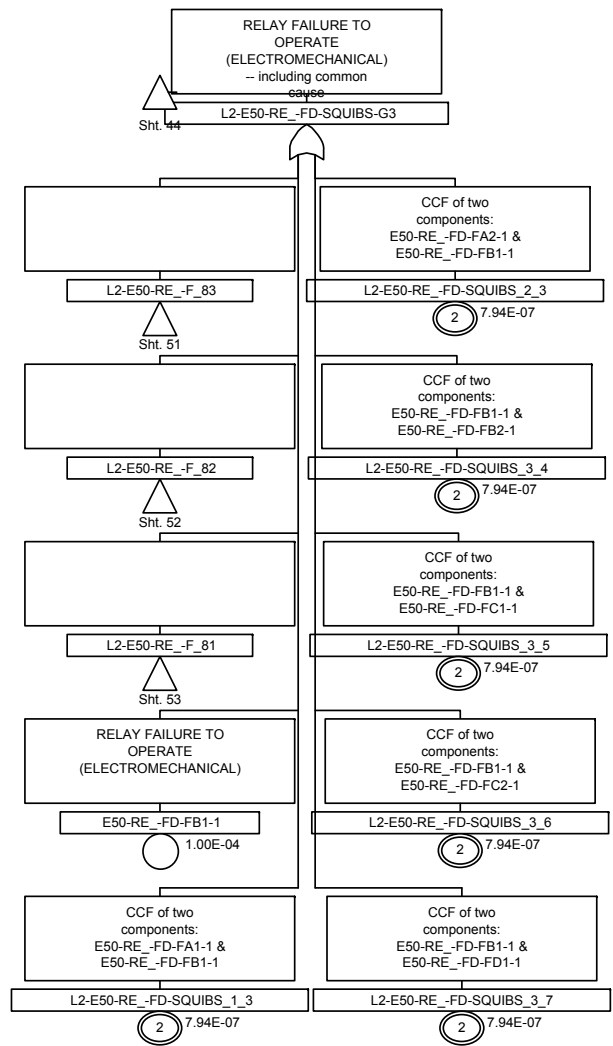 RELAY FAILURE TO
OPERATE
(ELECTROMECHANICAL)
-- including common
cause
L2-E50-RE_-FD-SQUIBS-G3
Sht. 44
L2-E50-RE_-F_83
Sht. 51
CCF of two
components:
E50-RE_-FD-FA2-1 &
E50-RE_-FD-FB1-1
L2-E50-RE_-FD-SQUIBS_2_3
2
7.94E-07
L2-E50-RE_-F_82
Sht. 52
CCF of two
components:
E50-RE_-FD-FB1-1 &
E50-RE_-FD-FB2-1
L2-E50-RE_-FD-SQUIBS_3_4
2
7.94E-07
L2-E50-RE_-F_81
Sht. 53
CCF of two
components:
E50-RE_-FD-FB1-1 &
E50-RE_-FD-FC1-1
L2-E50-RE_-FD-SQUIBS_3_5
2
7.94E-07
RELAY FAILURE TO
OPERATE
(ELECTROMECHANICAL)
E50-RE_-FD-FB1-1
1.00E-04
CCF of two
components:
E50-RE_-FD-FB1-1 &
E50-RE_-FD-FC2-1
L2-E50-RE_-FD-SQUIBS_3_6
2
7.94E-07
CCF of two
components:
E50-RE_-FD-FA1-1 &
E50-RE_-FD-FB1-1
L2-E50-RE_-FD-SQUIBS_1_3
2
7.94E-07
CCF of two
components:
E50-RE_-FD-FB1-1 &
E50-RE_-FD-FD1-1
L2-E50-RE_-FD-SQUIBS_3_7
2
7.94E-07